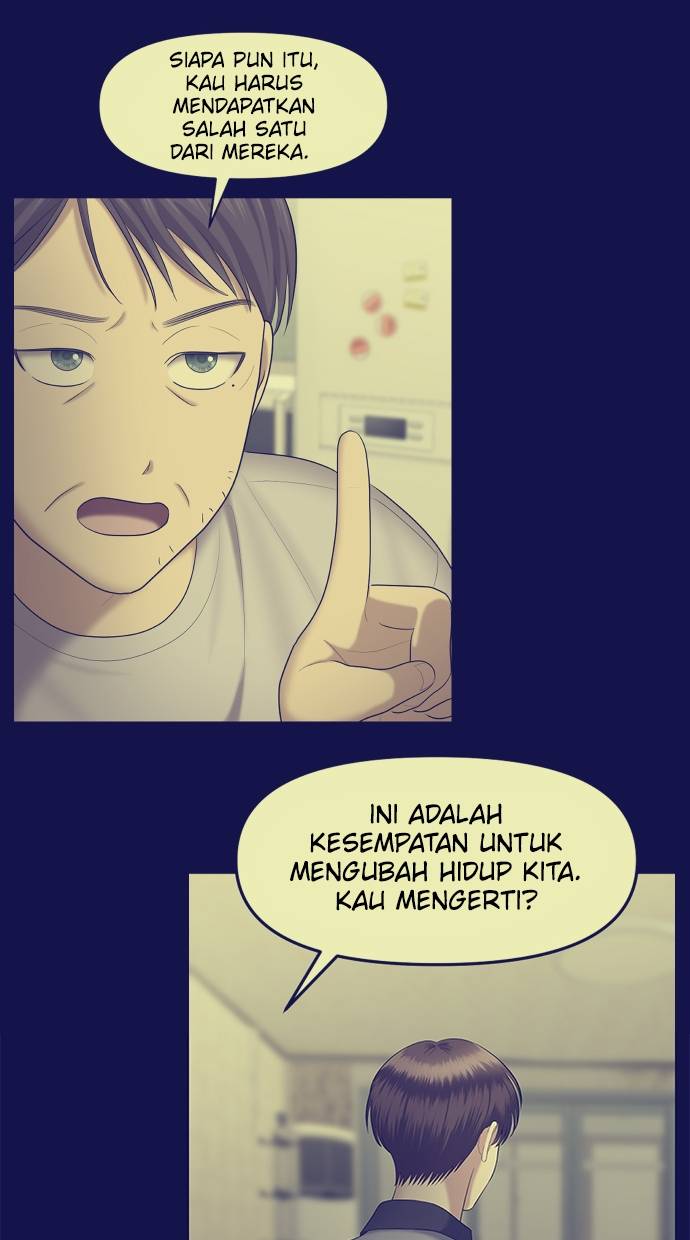 SIAPA PUN ITU,
KAU HARUS
MENDAPATKAN
SALAH SATU
DARI MEREKA.
INI ADALAH
KESEMPATAN UNTUK
MENGUBAH HIDUP KITA.
KAU MENGERTI?